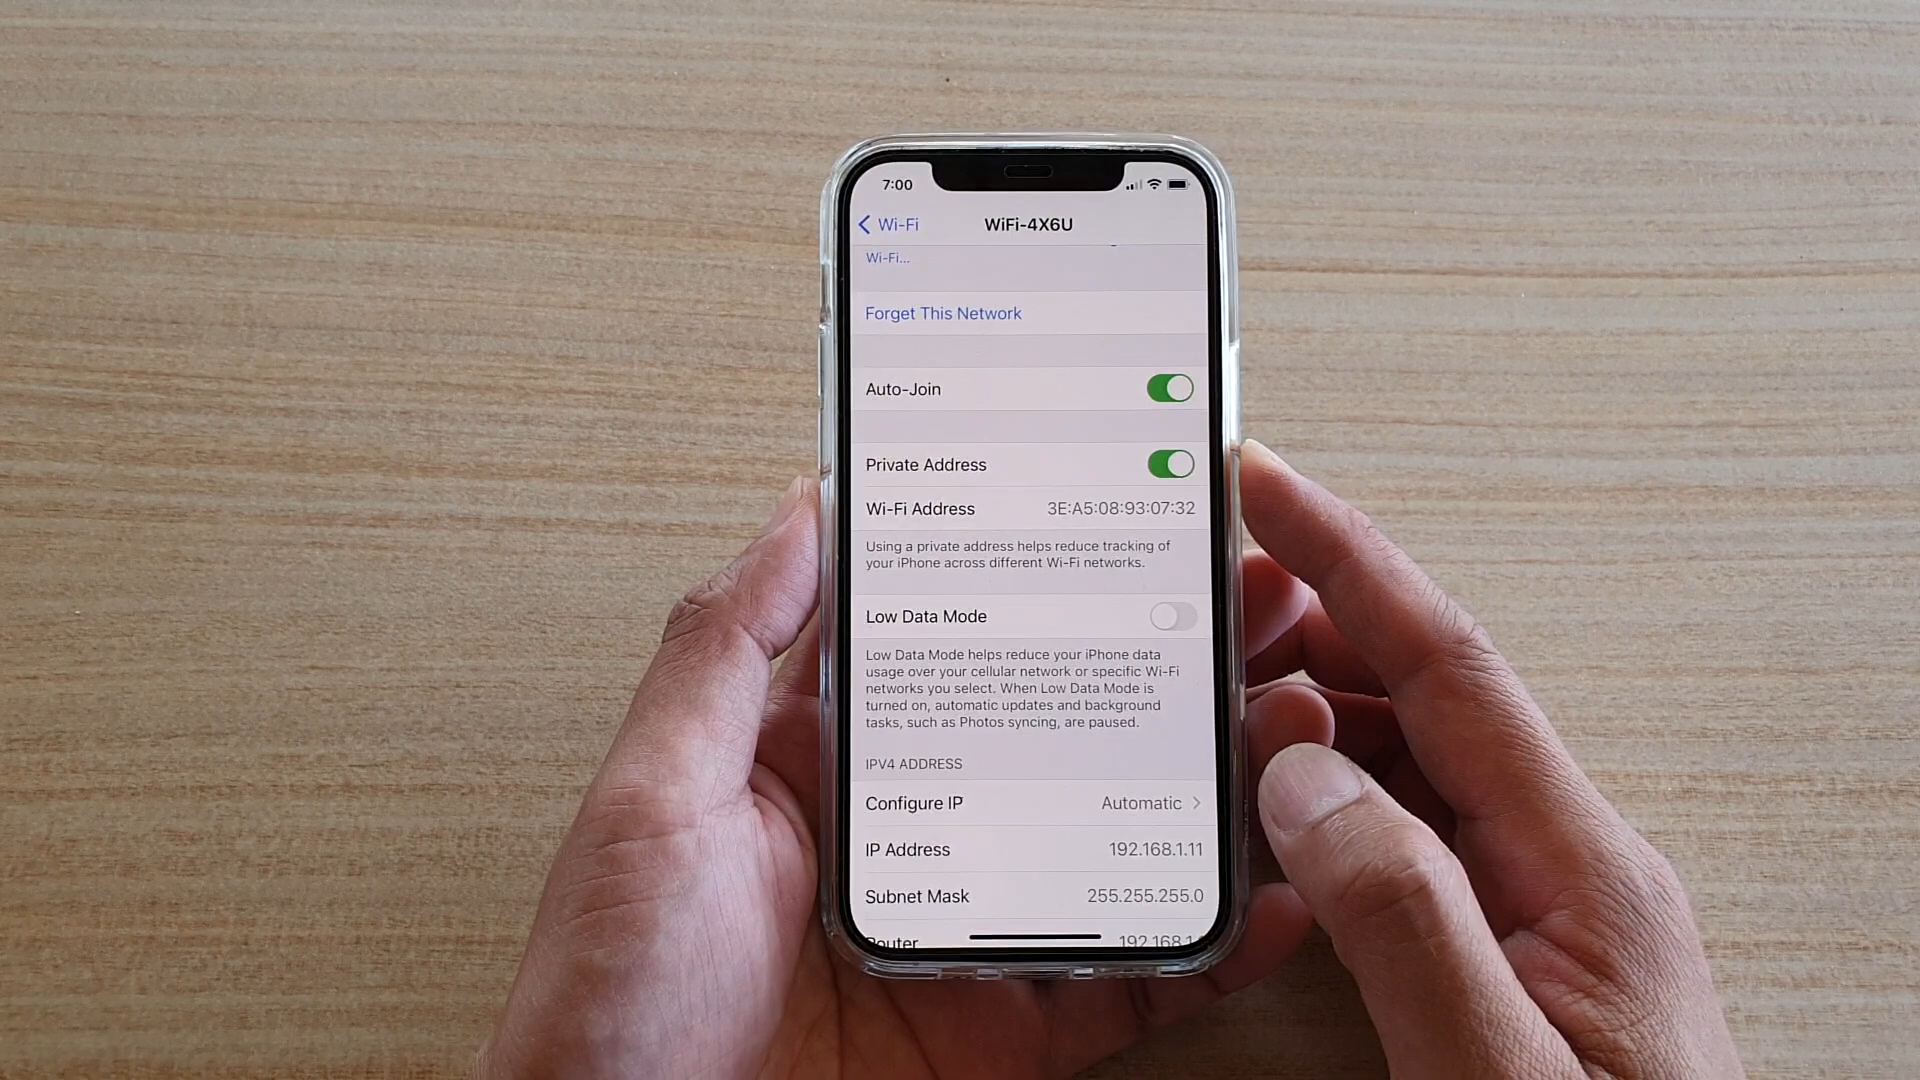 7:00
Wi-Fi
WiFi-4X6U
Wi-Fi...
Forget This Network
Auto-Join
Private Address
Wi-Fi Address 3E:A5:08:93:07:32
Using a private address helps reduce tracking of
your iPhone across different Wi-Fi networks.
Low Data Mode
Low Data Mode helps reduce your iPhone data
usage over your cellular network or specific Wi-Fi
networks you select. When Low Data Mode is
turned on, automatic updates and background
tasks, such as Photos syncing, are paused.
IPV4 ADDRESS
Configure IP Automatic
IP Address 192.168.1.11
Subnet Mask 255.255.255.0
Router